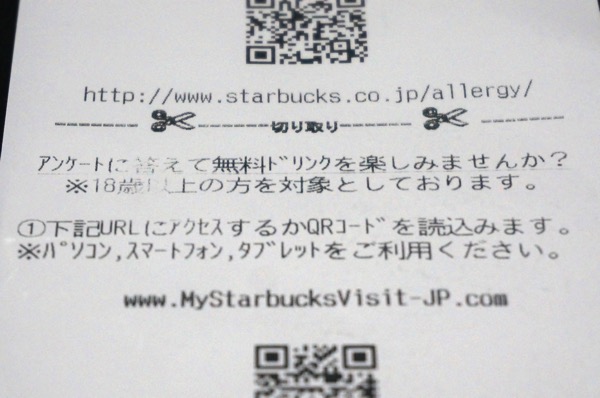 http://www.starbucks.co.jp/allergy/
切り取り
ｱﾝｹｰﾄに答えて無料ﾄﾞﾘﾝｸを楽しみませんか?
※18歳以上の方を対象としております。
①下記URLにｱｸｾｽするかQRｺｰﾄﾞを読込みます。
※ﾊﾟｿｺﾝ,ｽﾏｰﾄﾌｫﾝ,ﾀﾌﾞﾚｯﾄをご利用ください。
www.MyStarbucksVisit-JP.com